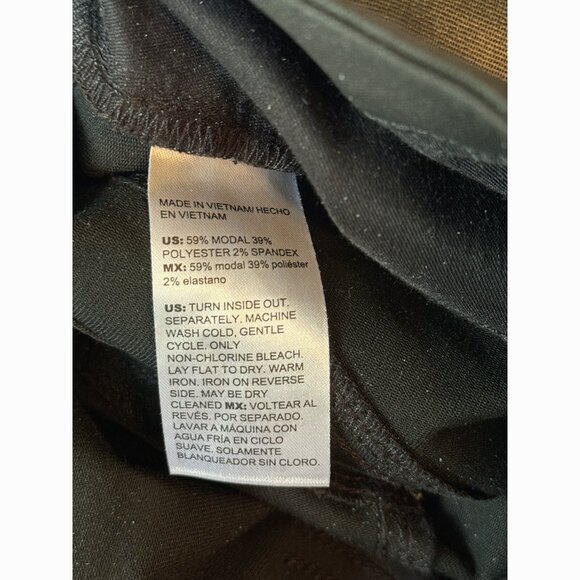 MADE IN VIETNAM/ HECHO
EN VIETNAM
US: 59% MODAL 39%
POLYESTER 2% SPANDEX
MX: 59% modal 39% poliéster
2% elastano
US: TURN INSIDE OUT.
SEPARATELY. MACHINE
WASH COLD, GENTLE
CYCLE. ONLY
NON-CHLORINE BLEACH.
LAY FLAT TO DRY. WARM
IRON. IRON ON REVERSE
SIDE. MAY BE DRY
CLEANED MX: VOLTEAR AL
REVÉS. POR SEPARADO.
LAVAR A MÁQUINA CON
AGUA FRÍA EN CICLO
SUAVE. SOLAMENTE
BLANQUEADOR SIN CLORO.